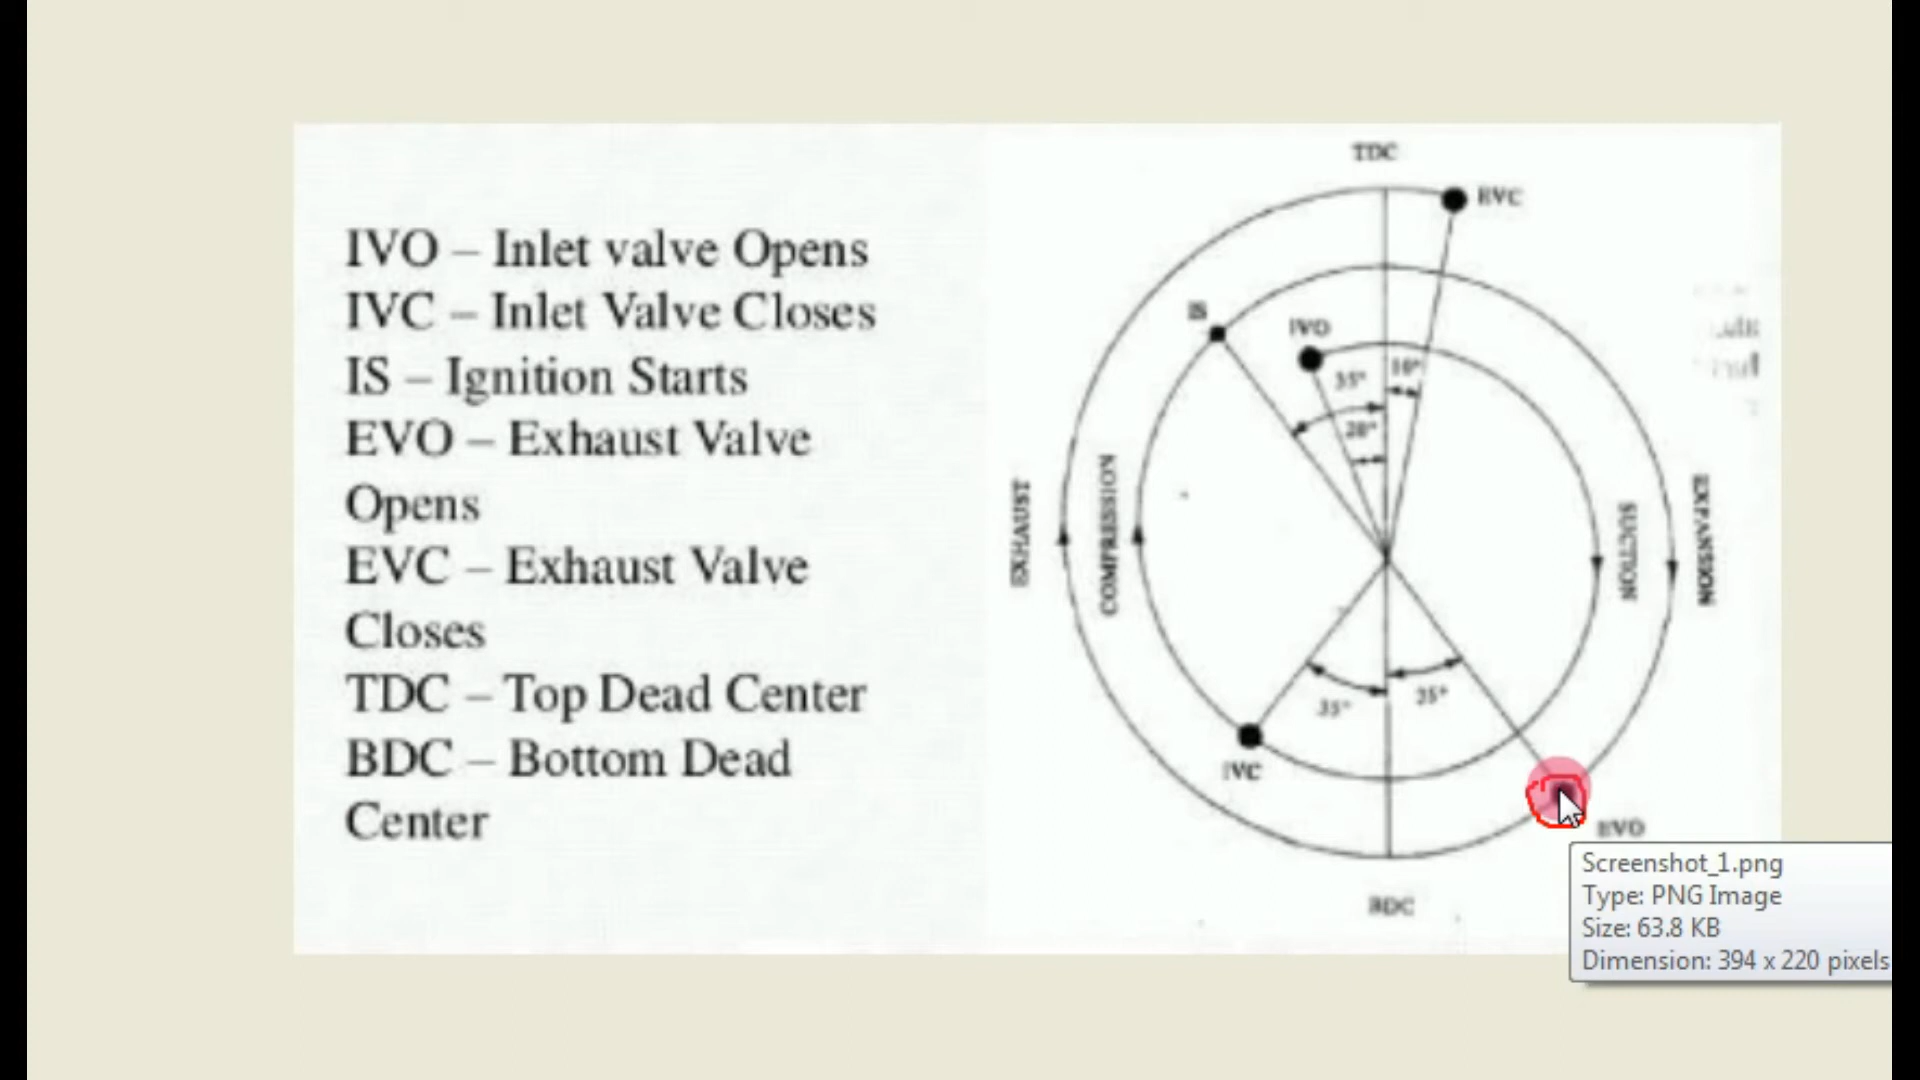 IVO – Inlet valve Opens
IVC – Inlet Valve Closes
IS – Ignition Starts
EVO – Exhaust Valve
Opens
EVC – Exhaust Valve
Closes
TDC – Top Dead Center
BDC – Bottom Dead
Center
TDC
EVC
IS
IVO
10°
35°
20°
EXHAUST
COMPRESSION
SUCTION
EXPANSION
35°
IVC
EVO
BDC
Screenshot_1.png
Type: PNG Image
Size: 63.8 KB
Dimension: 394 x 220 pixels